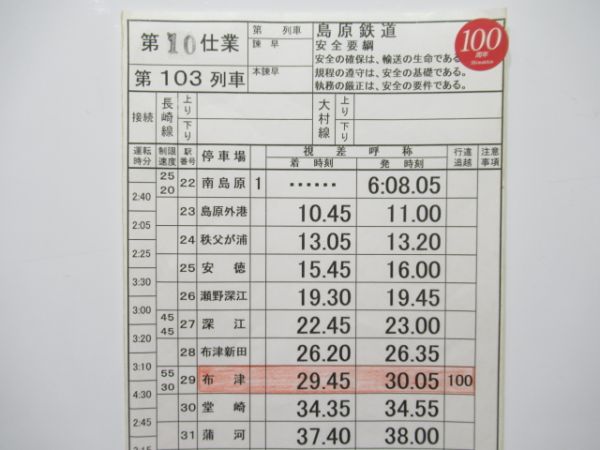 第10仕業
第 列車
諫早
島原鉄道
安全要綱
安全の確保は、輸送の生命である。
規程の遵守は、安全の基礎である。
執務の厳正は、安全の要件である。
100
周年
第103列車
本諫早
接続 長崎線 上り 下り 大村線 上り 下り
運転時分 制限速度 駅番号 停車場 視差呼称 着時刻 発時刻 行違追越 注意事項
25 20 22 南島原 1 …… 6:08.05
2:40
23 島原外港 10.45 11.00
2:05
24 秩父が浦 13.05 13.20
2:25
25 安徳 15.45 16.00
3:30
26 瀬野深江 19.30 19.45
3:00
45 45 27 深江 22.45 23.00
3:20
28 布津新田 26.20 26.35
3:10
55 30 29 布津 29.45 30.05 100
4:30
30 堂崎 34.35 34.55
2:45
31 蒲河 37.40 38.00